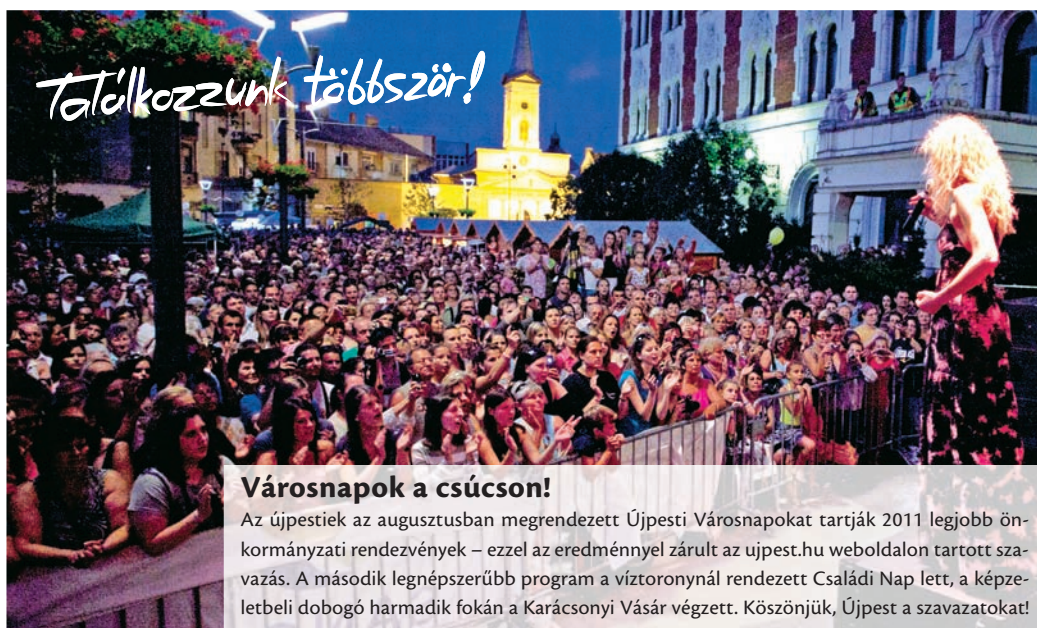 Találkozzunk többször!
Városnapok a csúcson!
Az újpestiek az augusztusban megrendezett Újpesti Városnapokat tartják 2011 legjobb ön-
kormányzati rendezvények – ezzel az eredménnyel zárult az ujpest.hu weboldalon tartott sza-
vazás. A második legnépszerűbb program a víztoronynál rendezett Családi Nap lett, a képze-
letbeli dobogó harmadik fokán a Karácsonyi Vásár végzett. Köszönjük, Újpest a szavazatokat!